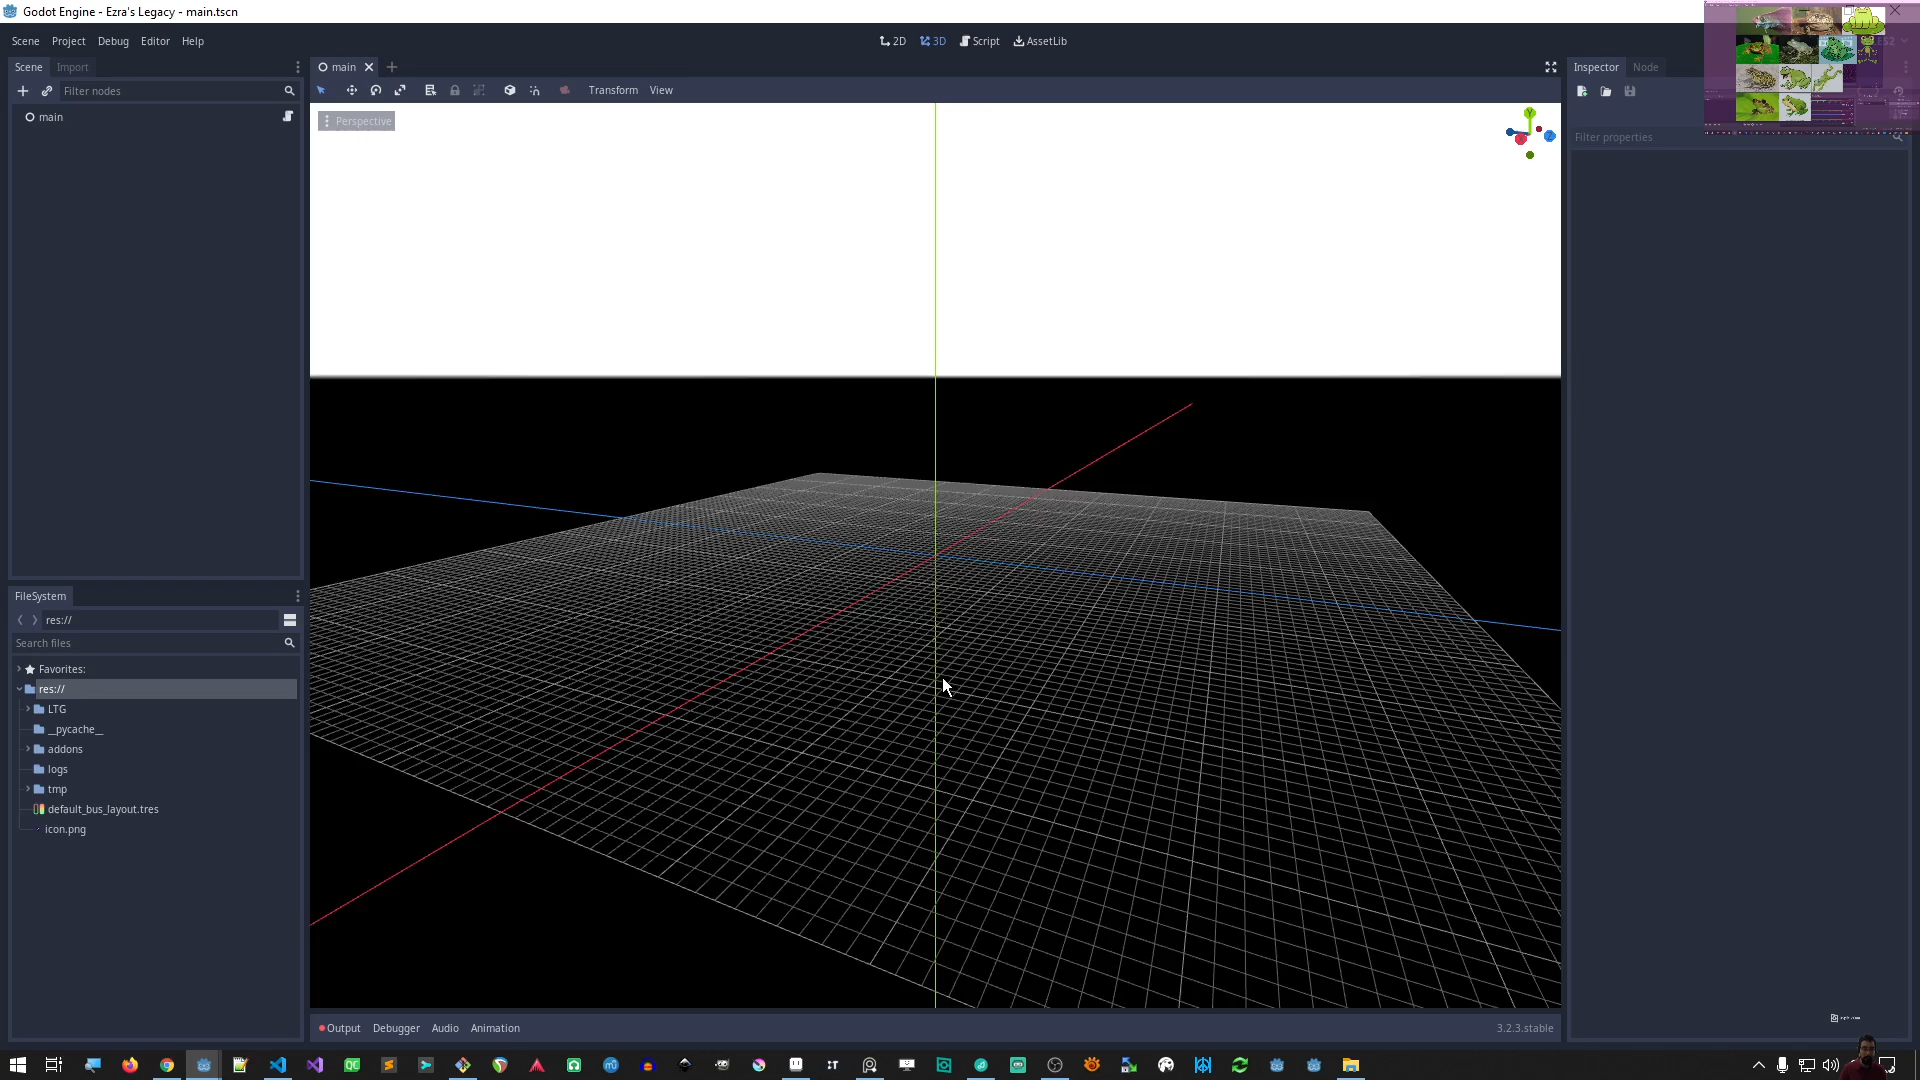 Godot Engine - Ezra's Legacy - main.tscn
Scene Project Debug Editor Help
2D 3D Script AssetLib
Scene Import
main
Inspector Node
Filter nodes
Transform View
main
Perspective
Y
Z
Filter properties
FileSystem
res://
Search files
Favorites:
res://
LTG
__pycache__
addons
logs
tmp
default_bus_layout.tres
icon.png
Output Debugger Audio Animation
3.2.3.stable